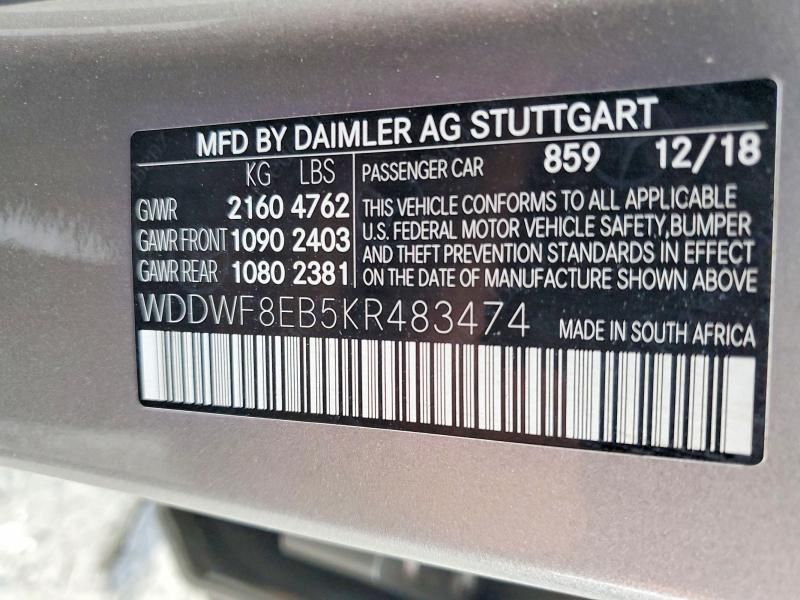 MFD BY DAIMLER AG STUTTGART
KG LBS
GVWR 2160 4762
GAWR FRONT 1090 2403
GAWR REAR 1080 2381
PASSENGER CAR 859 12/18
THIS VEHICLE CONFORMS TO ALL APPLICABLE
U.S. FEDERAL MOTOR VEHICLE SAFETY, BUMPER
AND THEFT PREVENTION STANDARDS IN EFFECT
ON THE DATE OF MANUFACTURE SHOWN ABOVE
WDDWF8EB5KR483474
MADE IN SOUTH AFRICA